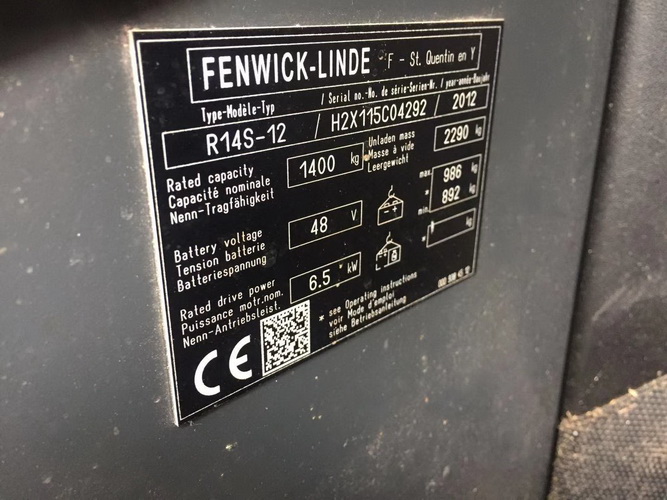 FENWICK-LINDE F - St. Quentin en Y
Type-Modèle-Typ / Serial no.-No. de série-Serien-Nr. / year-année-Baujahr
R14S-12 / H2X115C04292 / 2012
Rated capacity
Capacité nominale
Nenn-Tragfähigkeit
1400 kg
Unladen mass
Masse à vide
Leergewicht
2290 kg
Battery voltage
Tension batterie
Batteriespannung
48 V
- +
max. 986 kg
*
min. 892 kg
Rated drive power
Puissance motr.nom.
Nenn-Antriebsleist.
6.5 kW
L
* kg
* see Operating instructions
voir Mode d'emploi
siehe Betriebsanleitung
CE